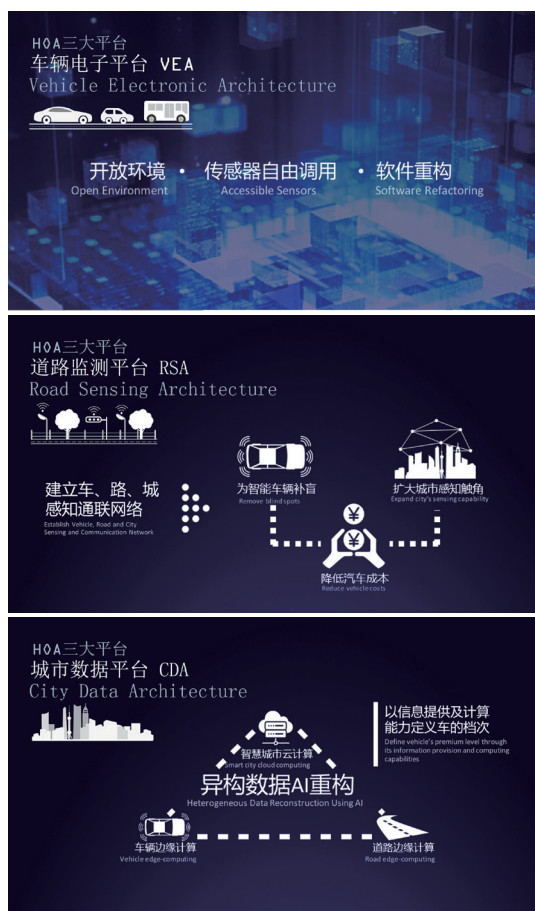 HOA三大平台
车辆电子平台 VEA
Vehicle Electronic Architecture
开放环境 • 传感器自由调用 • 软件重构
Open Environment Accessible Sensors Software Refactoring
HOA三大平台
道路监测平台 RSA
Road Sensing Architecture
建立车、路、城
感知通联网络
Establish Vehicle, Road and City
Sensing and Communication Network
为智能车辆补盲
Remove blind spots
扩大城市感知触角
Expand city's sensing capability
¥
¥
降低汽车成本
Reduce vehicle costs
HOA三大平台
城市数据平台 CDA
City Data Architecture
以信息提供及计算
能力定义车的档次
Define vehicle's premium level through
its information provision and computing
capabilities
智慧城市云计算
Smart city cloud computing
异构数据AI重构
Heterogeneous Data Reconstruction Using AI
车辆边缘计算
Vehicle edge-computing
道路边缘计算
Road edge-computing